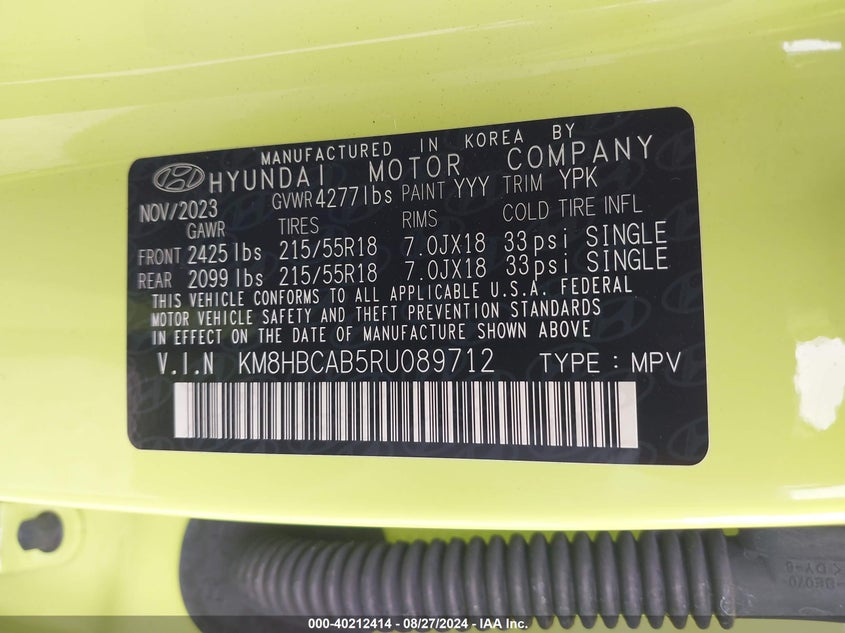 MANUFACTURED IN KOREA BY
HYUNDAI MOTOR COMPANY
NOV/2023 GVWR 4277lbs PAINT YYY TRIM YPK
GAWR TIRES RIMS COLD TIRE INFL
FRONT 2425lbs 215/55R18 7.0JX18 33psi SINGLE
REAR 2099lbs 215/55R18 7.0JX18 33psi SINGLE
THIS VEHICLE CONFORMS TO ALL APPLICABLE U.S.A. FEDERAL
MOTOR VEHICLE SAFETY AND THEFT PREVENTION STANDARDS
IN EFFECT ON THE DATE OF MANUFACTURE SHOWN ABOVE
V.I.N KM8HBCAB5RU089712 TYPE : MPV
000-40212414 - 08/27/2024 - IAA Inc.